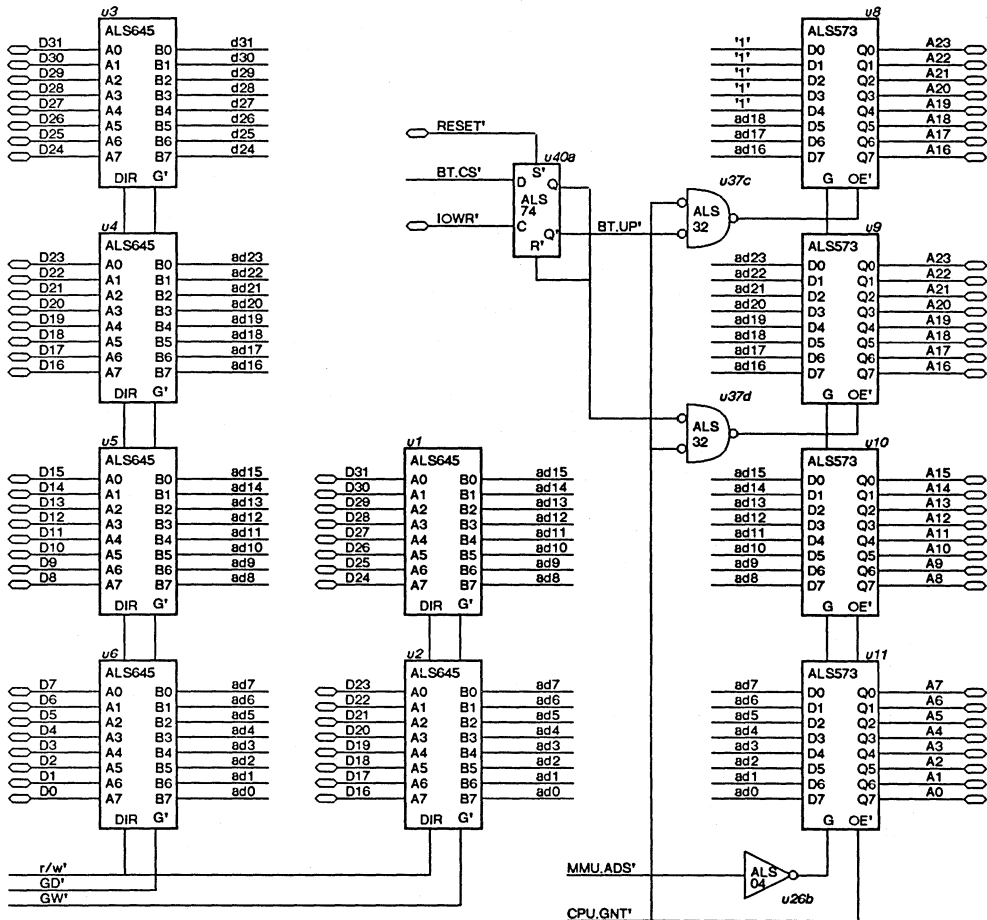 u3
ALS645
D31 A0 B0 d31
D30 A1 B1 d30
D29 A2 B2 d29
D28 A3 B3 d28
D27 A4 B4 d27
D26 A5 B5 d26
D25 A6 B6 d25
D24 A7 B7 d24
DIR G'
u4
ALS645
D23 A0 B0 ad23
D22 A1 B1 ad22
D21 A2 B2 ad21
D20 A3 B3 ad20
D19 A4 B4 ad19
D18 A5 B5 ad18
D17 A6 B6 ad17
D16 A7 B7 ad16
DIR G'
u5
ALS645
D15 A0 B0 ad15
D14 A1 B1 ad14
D13 A2 B2 ad13
D12 A3 B3 ad12
D11 A4 B4 ad11
D10 A5 B5 ad10
D9 A6 B6 ad9
D8 A7 B7 ad8
DIR G'
u6
ALS645
D7 A0 B0 ad7
D6 A1 B1 ad6
D5 A2 B2 ad5
D4 A3 B3 ad4
D3 A4 B4 ad3
D2 A5 B5 ad2
D1 A6 B6 ad1
D0 A7 B7 ad0
DIR G'
r/w'
GD'
GW'
RESET'
u40a
S'
BT.CS' D Q
ALS
74
IOWR' C Q' BT.UP'
R'
u37c
ALS
32
u37d
ALS
32
u1
ALS645
D31 A0 B0 ad15
D30 A1 B1 ad14
D29 A2 B2 ad13
D28 A3 B3 ad12
D27 A4 B4 ad11
D26 A5 B5 ad10
D25 A6 B6 ad9
D24 A7 B7 ad8
DIR G'
u2
ALS645
D23 A0 B0 ad7
D22 A1 B1 ad6
D21 A2 B2 ad5
D20 A3 B3 ad4
D19 A4 B4 ad3
D18 A5 B5 ad2
D17 A6 B6 ad1
D16 A7 B7 ad0
DIR G'
u8
ALS573
'1' D0 Q0 A23
'1' D1 Q1 A22
'1' D2 Q2 A21
'1' D3 Q3 A20
'1' D4 Q4 A19
ad18 D5 Q5 A18
ad17 D6 Q6 A17
ad16 D7 Q7 A16
G OE'
u9
ALS573
ad23 D0 Q0 A23
ad22 D1 Q1 A22
ad21 D2 Q2 A21
ad20 D3 Q3 A20
ad19 D4 Q4 A19
ad18 D5 Q5 A18
ad17 D6 Q6 A17
ad16 D7 Q7 A16
G OE'
u10
ALS573
ad15 D0 Q0 A15
ad14 D1 Q1 A14
ad13 D2 Q2 A13
ad12 D3 Q3 A12
ad11 D4 Q4 A11
ad10 D5 Q5 A10
ad9 D6 Q6 A9
ad8 D7 Q7 A8
G OE'
u11
ALS573
ad7 D0 Q0 A7
ad6 D1 Q1 A6
ad5 D2 Q2 A5
ad4 D3 Q3 A4
ad3 D4 Q4 A3
ad2 D5 Q5 A2
ad1 D6 Q6 A1
ad0 D7 Q7 A0
G OE'
MMU.ADS'
ALS
04
u26b
CPU.GNT'